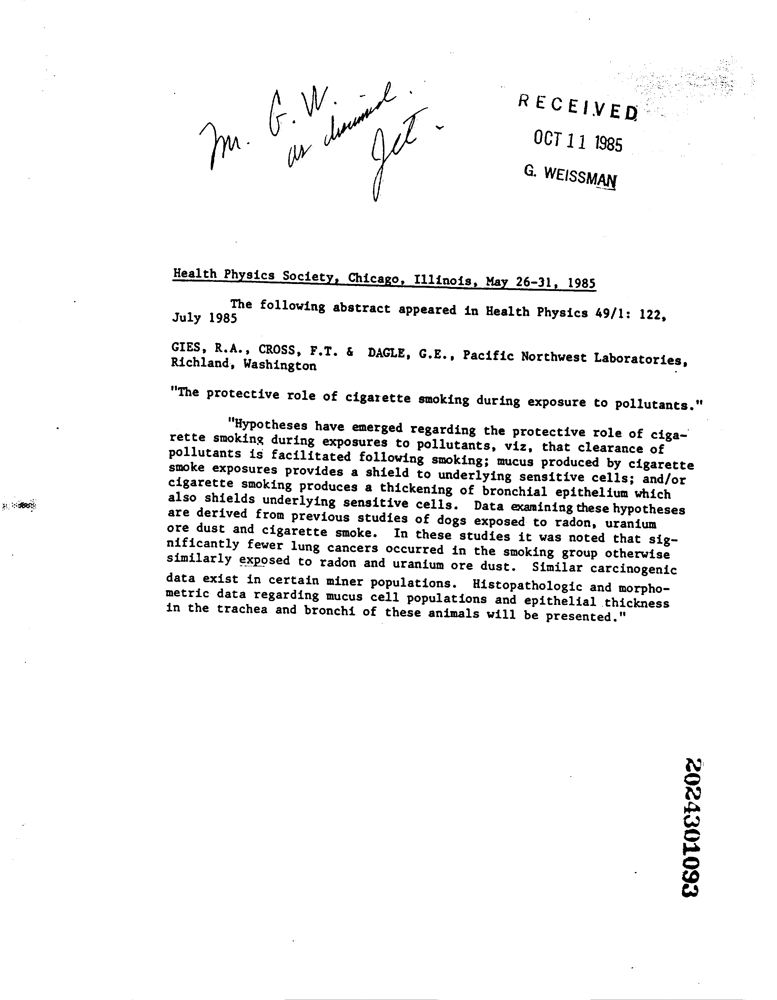 Mr. G.W.
as discussed.
RECEIVED
OCT 11 1985
G. WEISSMAN
Health Physics Society, Chicago, Illinois, May 26-31, 1985
The following abstract appeared in Health Physics 49/1: 122,
July 1985
GIES, R.A., CROSS, F.T. & DAGLE, G.E., Pacific Northwest Laboratories,
Richland, Washington
"The protective role of cigarette smoking during exposure to pollutants."
"Hypotheses have emerged regarding the protective role of ciga-
rette smoking during exposures to pollutants, viz, that clearance of
pollutants is facilitated following smoking; mucus produced by cigarette
smoke exposures provides a shield to underlying sensitive cells; and/or
cigarette smoking produces a thickening of bronchial epithelium which
also shields underlying sensitive cells. Data examining these hypotheses
are derived from previous studies of dogs exposed to radon, uranium
ore dust and cigarette smoke. In these studies it was noted that sig-
nificantly fewer lung cancers occurred in the smoking group otherwise
similarly exposed to radon and uranium ore dust. Similar carcinogenic
data exist in certain miner populations. Histopathologic and morpho-
metric data regarding mucus cell populations and epithelial thickness
in the trachea and bronchi of these animals will be presented."
2024301093